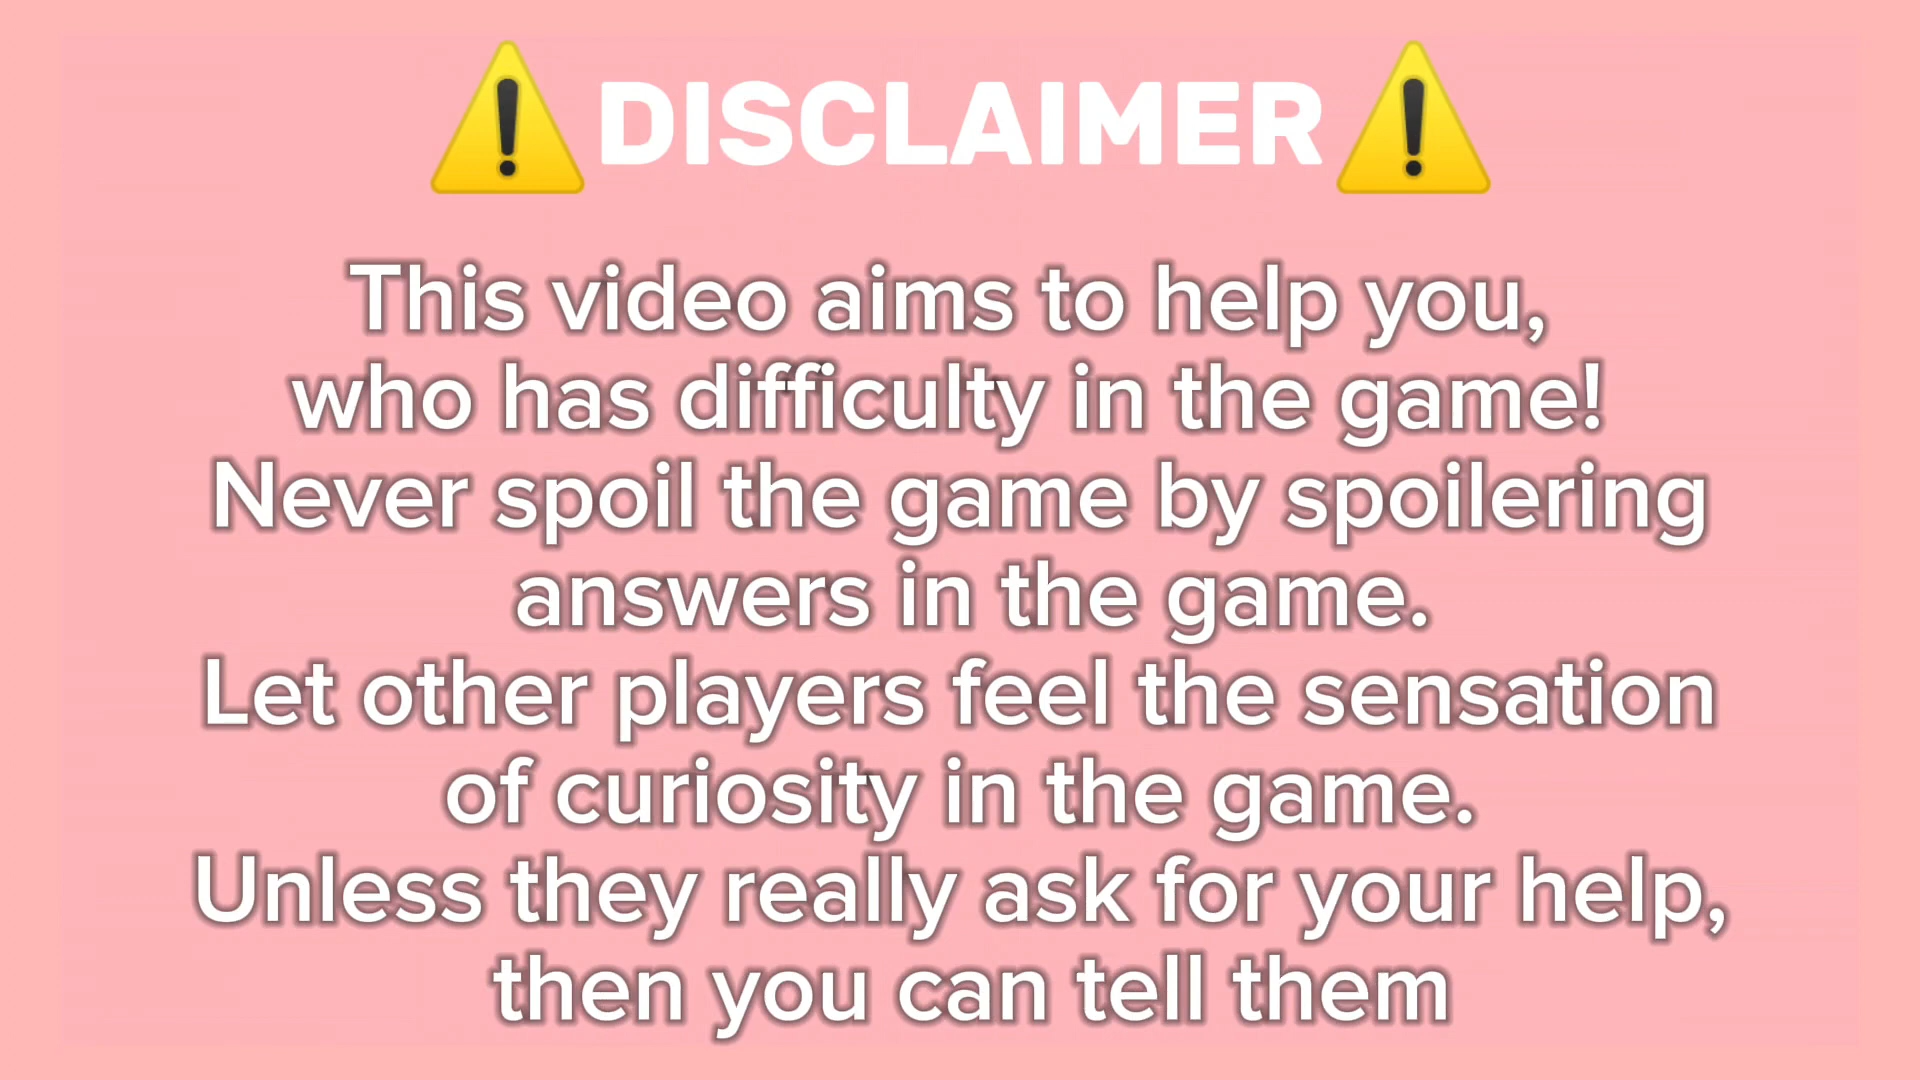 ⚠️DISCLAIMER⚠️
This video aims to help you,
who has difficulty in the game!
Never spoil the game by spoilering
answers in the game.
Let other players feel the sensation
of curiosity in the game.
Unless they really ask for your help,
then you can tell them